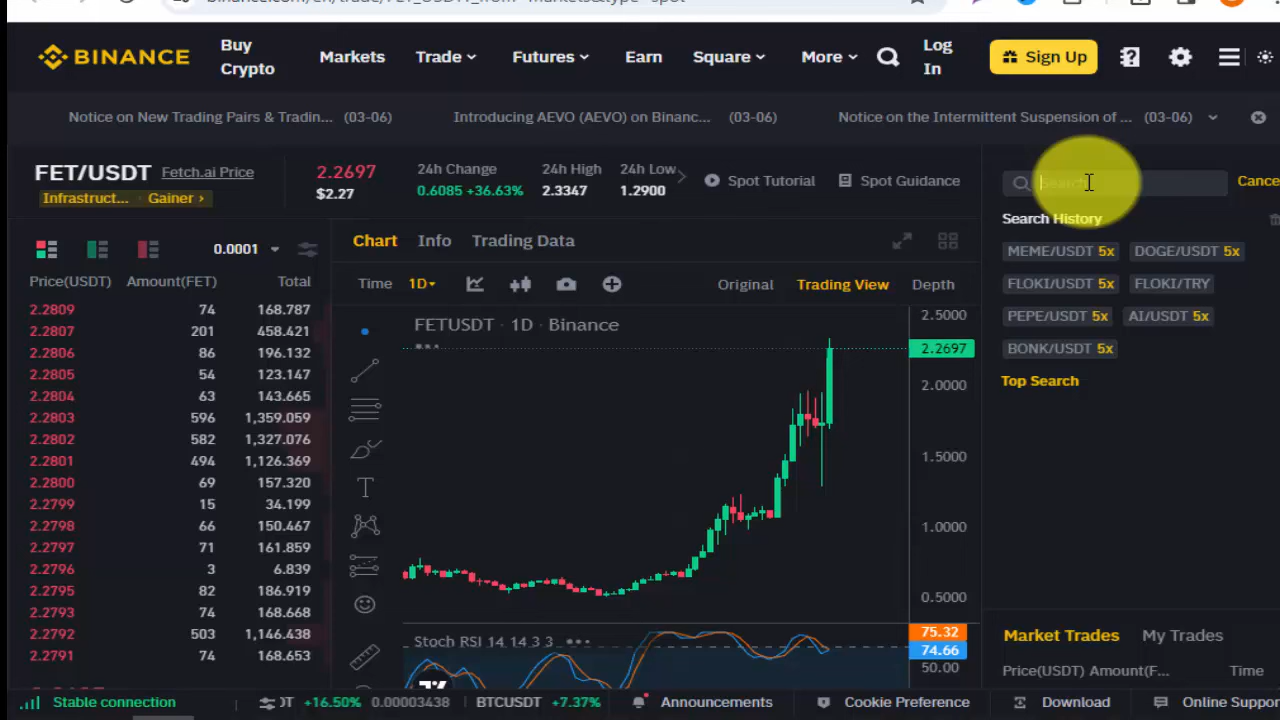 BINANCE
Buy Crypto
Markets
Trade
Futures
Earn
Square
More
Log In
Sign Up
Notice on New Trading Pairs & Tradin... (03-06)
Introducing AEVO (AEVO) on Binanc... (03-06)
Notice on the Intermittent Suspension of ... (03-06)
FET/USDT
Fetch.ai Price
Infrastruct... · Gainer
2.2697
$2.27
24h Change
0.6085 +36.63%
24h High
2.3347
24h Low
1.2900
Spot Tutorial
Spot Guidance
Search
Cance
Search History
MEME/USDT 5x
DOGE/USDT 5x
FLOKI/USDT 5x
FLOKI/TRY
PEPE/USDT 5x
AI/USDT 5x
BONK/USDT 5x
Top Search
0.0001
Price(USDT) Amount(FET) Total
2.2809 74 168.787
2.2807 201 458.421
2.2806 86 196.132
2.2805 54 123.147
2.2804 63 143.665
2.2803 596 1,359.059
2.2802 582 1,327.076
2.2801 494 1,126.369
2.2800 69 157.320
2.2799 15 34.199
2.2798 66 150.467
2.2797 71 161.859
2.2796 3 6.839
2.2795 82 186.919
2.2793 74 168.668
2.2792 503 1,146.438
2.2791 74 168.653
Chart Info Trading Data
Time 1D
Original Trading View Depth
FETUSDT · 1D · Binance
2.5000
2.2697
2.0000
1.5000
1.0000
0.5000
Stoch RSI 14 14 3 3
75.32
74.66
50.00
Market Trades My Trades
Price(USDT) Amount(F... Time
Stable connection
+16.50% 0.00003438
BTCUSDT +7.37%
Announcements
Cookie Preference
Download
Online Suppor